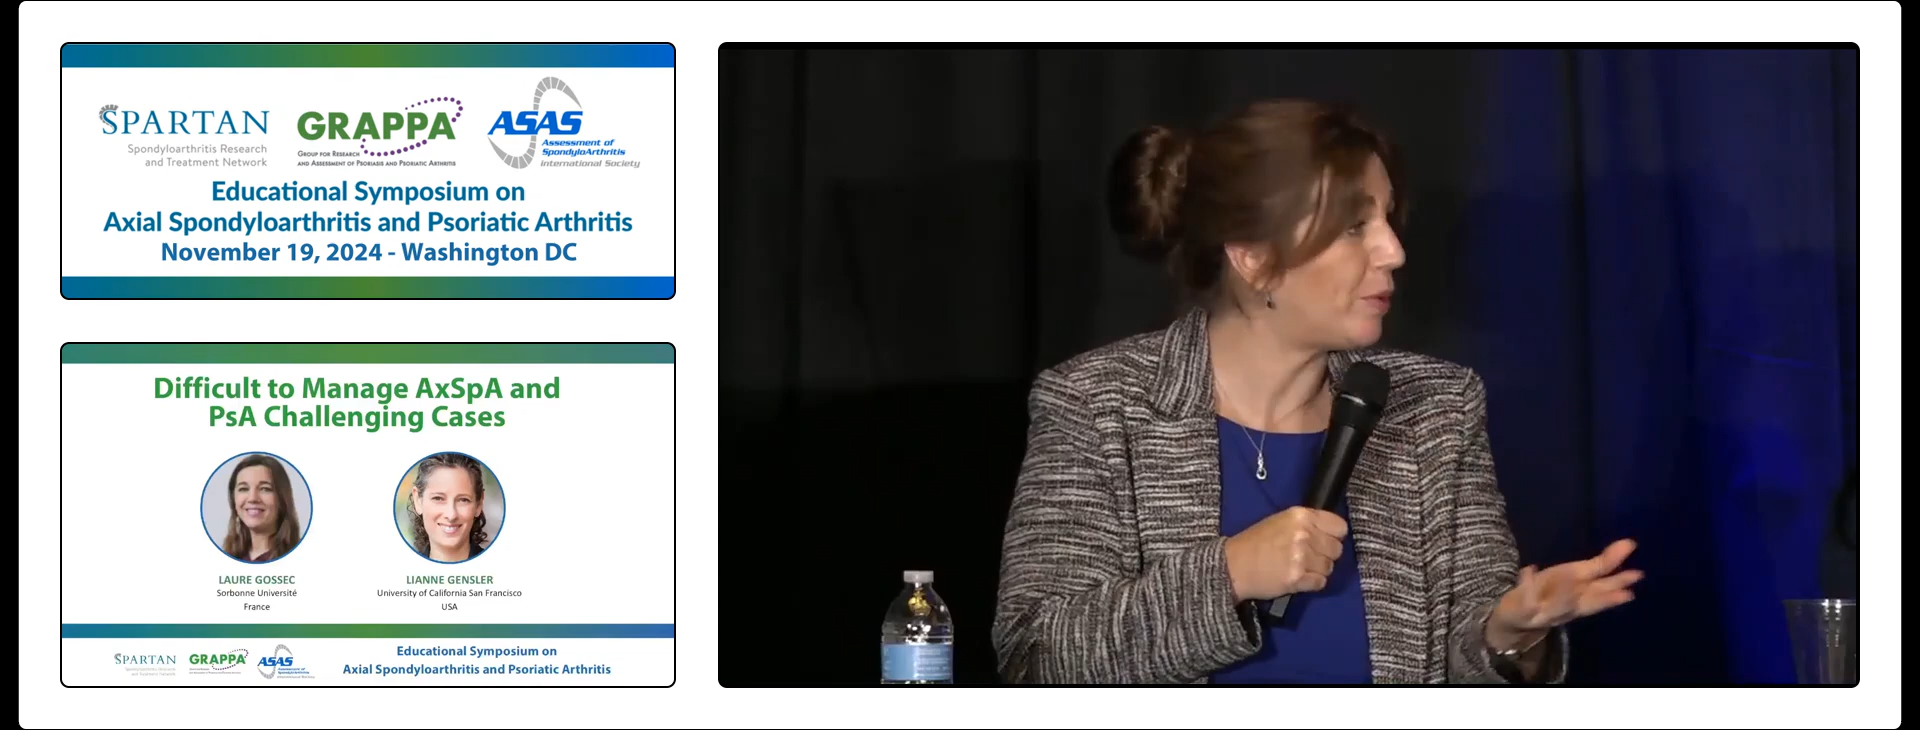 SPARTAN
Spondyloarthritis Research
and Treatment Network
GRAPPA
GROUP FOR RESEARCH
AND ASSESSMENT OF PSORIASIS AND PSORIATIC ARTHRITIS
ASAS
Assessment of
SpondyloArthritis
International Society
Educational Symposium on
Axial Spondyloarthritis and Psoriatic Arthritis
November 19, 2024 - Washington DC
Difficult to Manage AxSpA and
PsA Challenging Cases
LAURE GOSSEC
Sorbonne Université
France
LIANNE GENSLER
University of California San Francisco
USA
SPARTAN
GRAPPA
ASAS
Educational Symposium on
Axial Spondyloarthritis and Psoriatic Arthritis